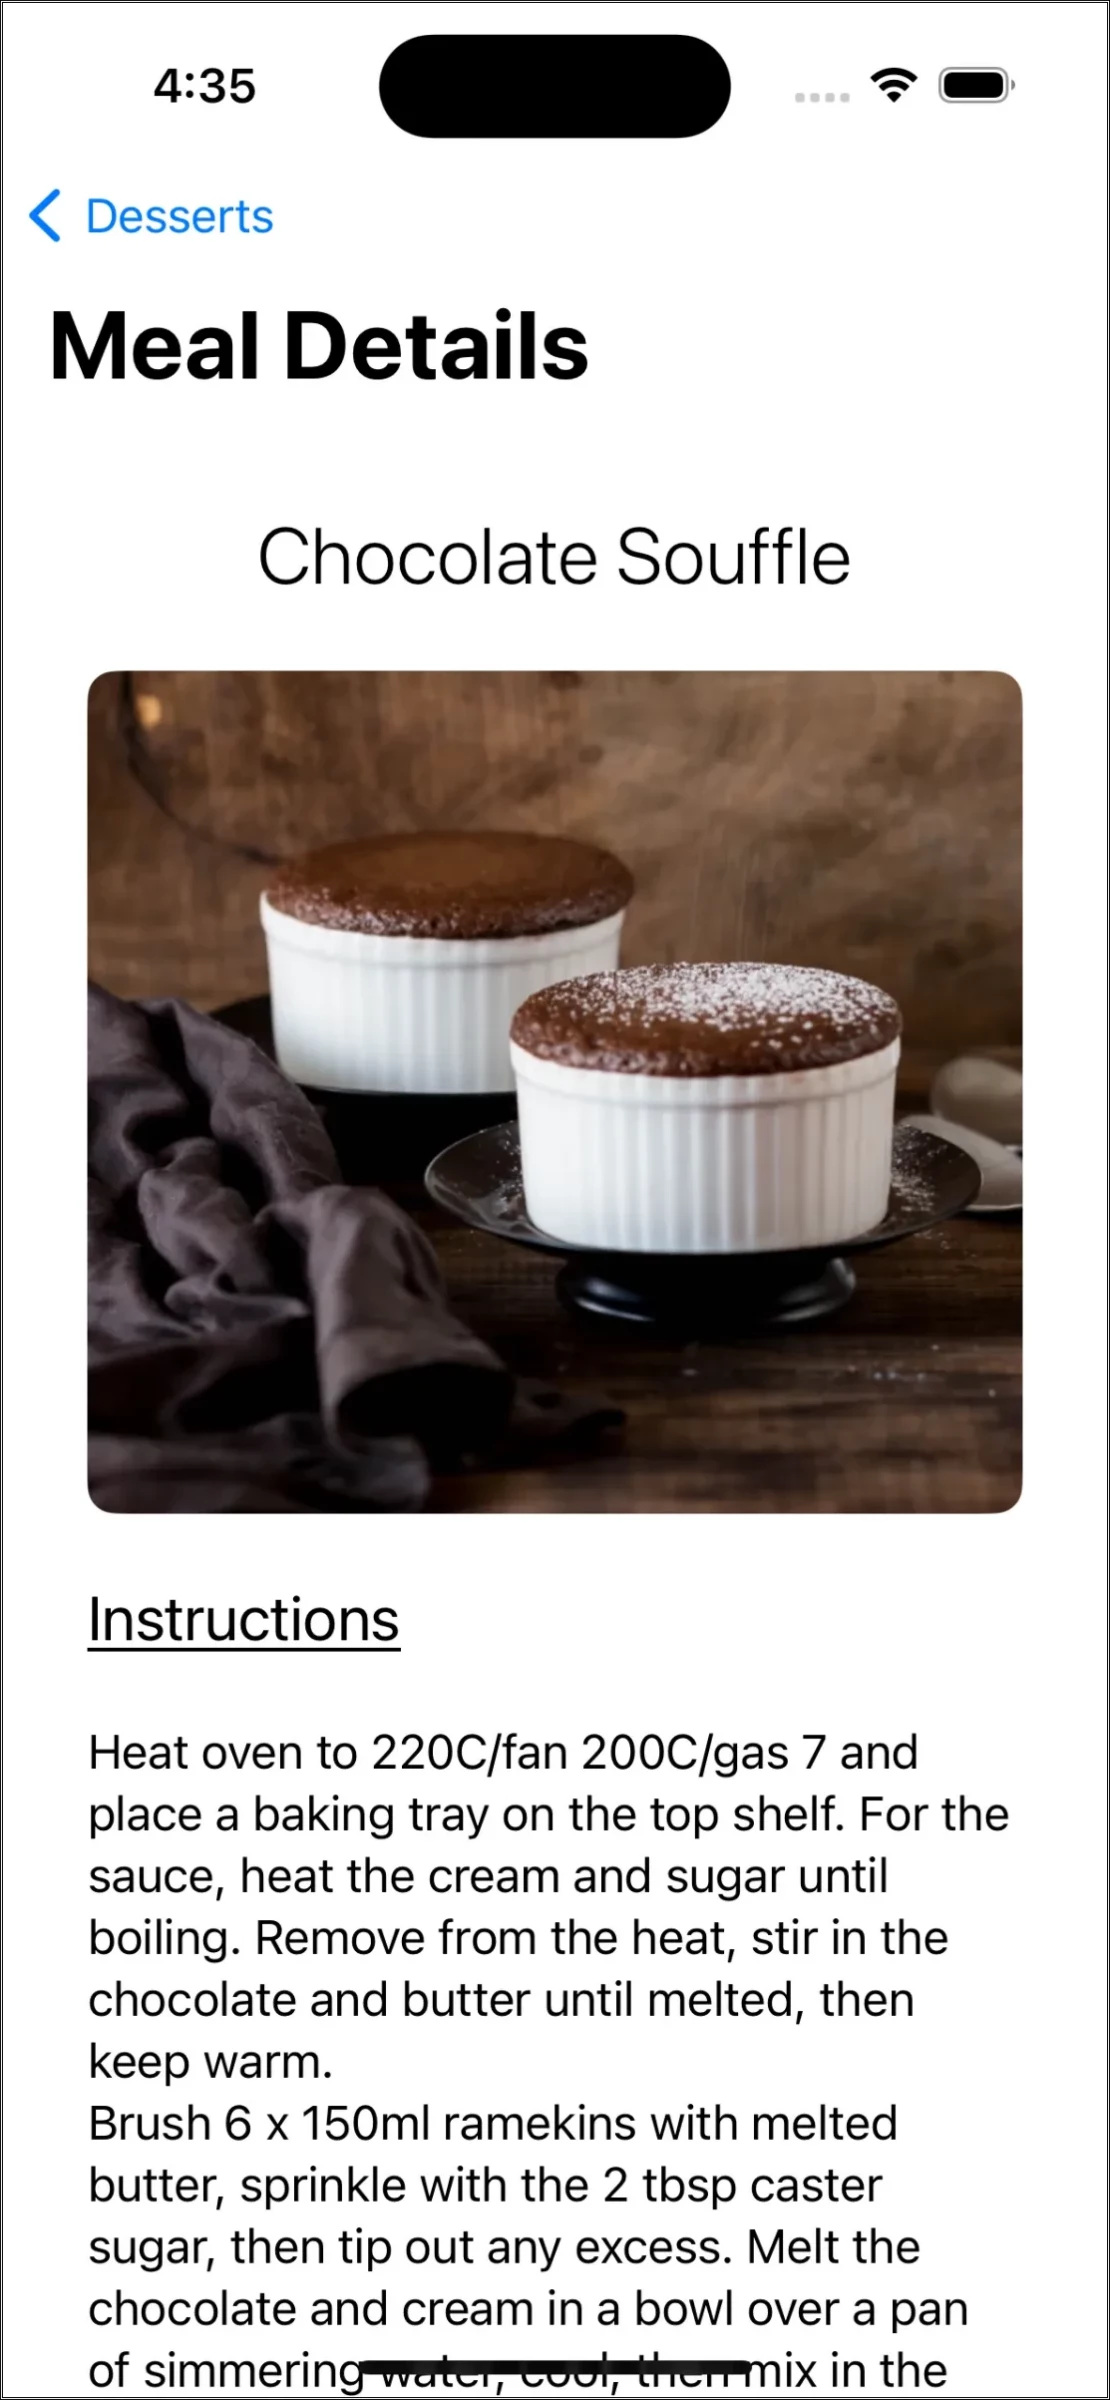 4:35
Desserts
Meal Details
Chocolate Souffle
Instructions
Heat oven to 220C/fan 200C/gas 7 and
place a baking tray on the top shelf. For the
sauce, heat the cream and sugar until
boiling. Remove from the heat, stir in the
chocolate and butter until melted, then
keep warm.
Brush 6 x 150ml ramekins with melted
butter, sprinkle with the 2 tbsp caster
sugar, then tip out any excess. Melt the
chocolate and cream in a bowl over a pan
of simmering water, cool, then mix in the